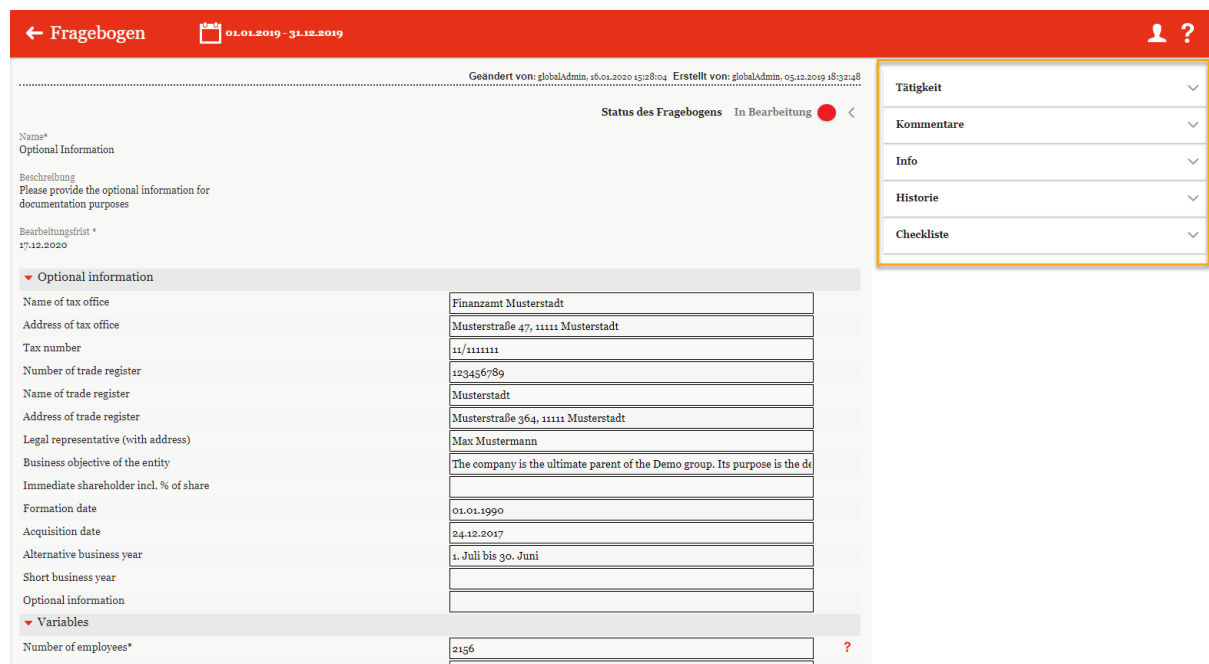 ← Fragebogen 01.01.2019 - 31.12.2019 ?
Geändert von: globalAdmin, 16.01.2020 15:28:04 Erstellt von: globalAdmin, 05.12.2019 18:32:48
Status des Fragebogens In Bearbeitung
Name*
Optional Information
Beschreibung
Please provide the optional information for
documentation purposes
Bearbeitungsfrist *
17.12.2020
Optional information
Name of tax office Finanzamt Musterstadt
Address of tax office Musterstraße 47, 11111 Musterstadt
Tax number 11/1111111
Number of trade register 123456789
Name of trade register Musterstadt
Address of trade register Musterstraße 364, 11111 Musterstadt
Legal representative (with address) Max Mustermann
Business objective of the entity The company is the ultimate parent of the Demo group. Its purpose is the de
Immediate shareholder incl. % of share
Formation date 01.01.1990
Acquisition date 24.12.2017
Alternative business year 1. Juli bis 30. Juni
Short business year
Optional information
Variables
Number of employees* 2156 ?
Tätigkeit
Kommentare
Info
Historie
Checkliste